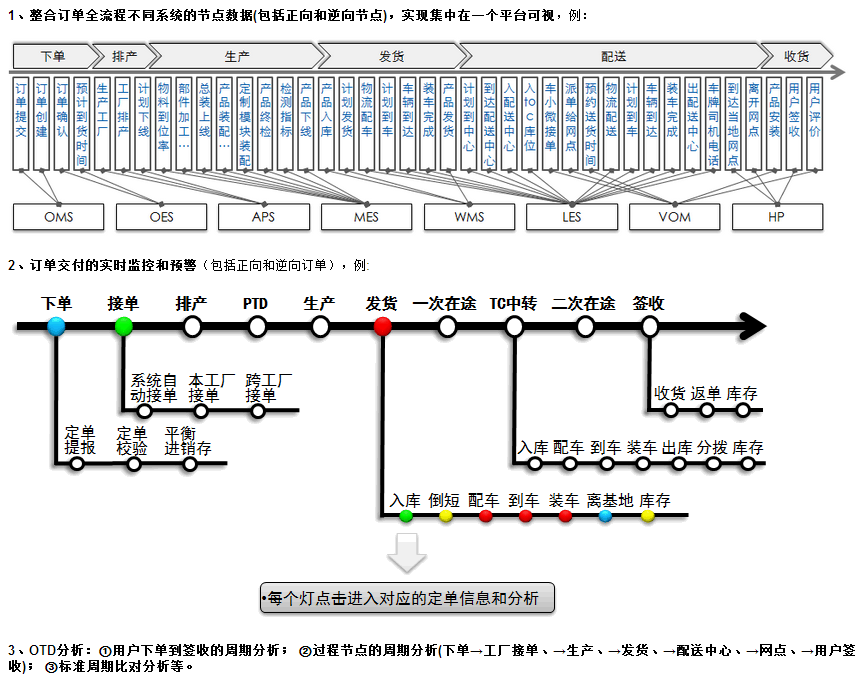 1、整合订单全流程不同系统的节点数据(包括正向和逆向节点)，实现集中在一个平台可视，例：
下单 排产 生产 发货 配送 收货
订单提交
订单创建
订单确认
预计到货时间
生产工厂
工厂排产
计划下线
物料到位率
部件加工…
总装上线
产品装配…
定制模块装配
产品终检
检测指标
产品下线
产品入库
计划发货
物流配车
计划到车
车辆到达
装车完成
产品发货
计划到中心
到达配送中心
入配送中心
入toc库位
车小微接单
派单给网点
预约送货时间
物流配送
计划到车
车辆到达
装车完成
出配送中心
车牌司机电话
到达当地网点
离开网点
产品安装
用户签收
用户评价
OMS OES APS MES WMS LES VOM HP
2、订单交付的实时监控和预警（包括正向和逆向订单），例:
下单 接单 排产 PTD 生产 发货 一次在途 TC中转 二次在途 签收
系统自动接单 本工厂接单 跨工厂接单
收货 返单 库存
定单提报 定单校验 平衡进销存
入库 配车 到车 装车 出库 分拨 库存
入库 倒短 配车 到车 装车 离基地 库存
•每个灯点击进入对应的定单信息和分析
3、OTD分析：①用户下单到签收的周期分析； ②过程节点的周期分析(下单→工厂接单、→生产、→发货、→配送中心、→网点、→用户签
收)； ③标准周期比对分析等。